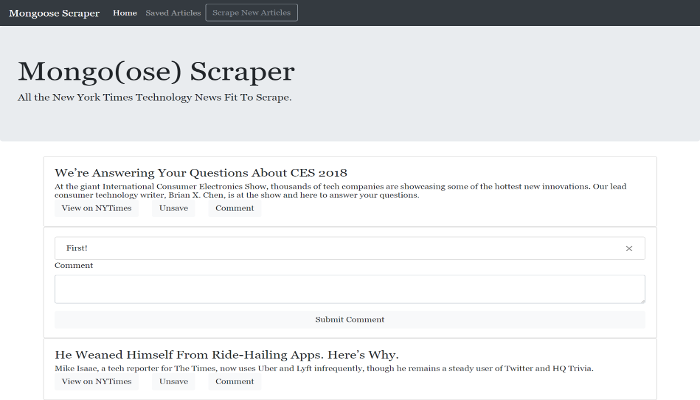 Mongoose Scraper Home Saved Articles Scrape New Articles
Mongo(ose) Scraper
All the New York Times Technology News Fit To Scrape.
We're Answering Your Questions About CES 2018
At the giant International Consumer Electronics Show, thousands of tech companies are showcasing some of the hottest new innovations. Our lead
consumer technology writer, Brian X. Chen, is at the show and here to answer your questions.
View on NYTimes Unsave Comment
First! ×
Comment
Submit Comment
He Weaned Himself From Ride-Hailing Apps. Here's Why.
Mike Isaac, a tech reporter for The Times, now uses Uber and Lyft infrequently, though he remains a steady user of Twitter and HQ Trivia.
View on NYTimes Unsave Comment